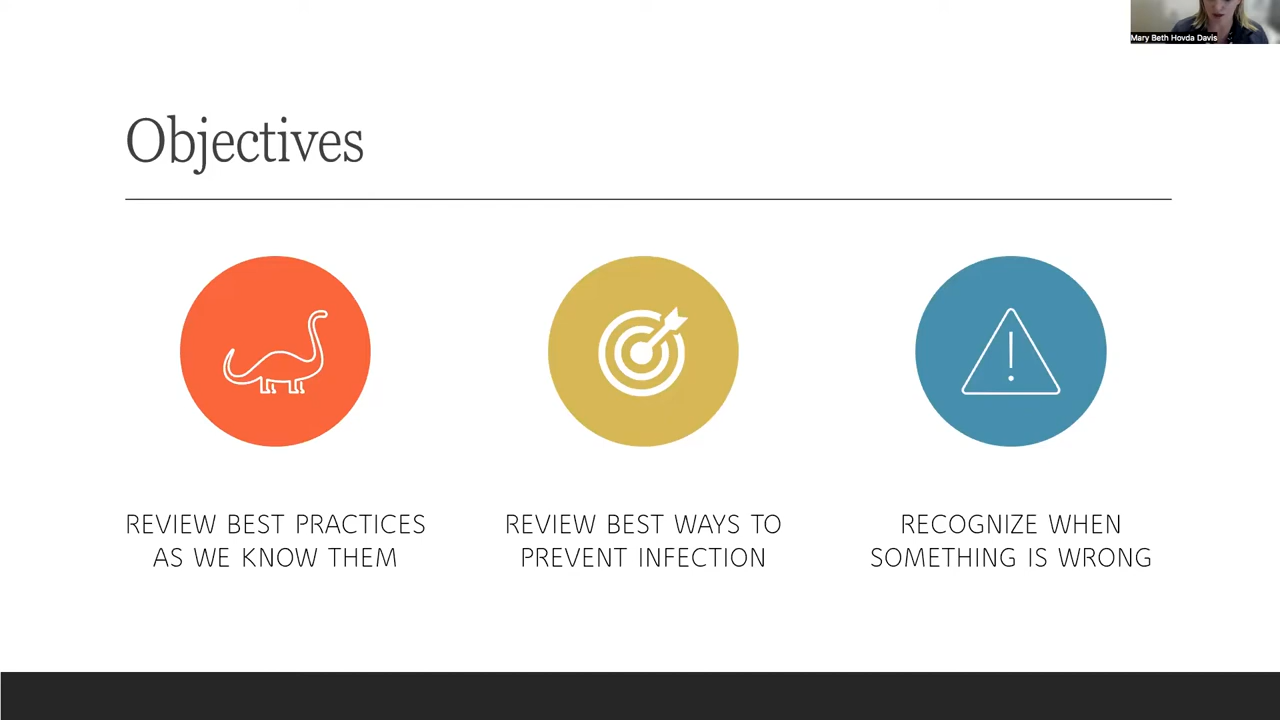 Mary Beth Hovda Davis
Objectives
REVIEW BEST PRACTICES
AS WE KNOW THEM
REVIEW BEST WAYS TO
PREVENT INFECTION
RECOGNIZE WHEN
SOMETHING IS WRONG